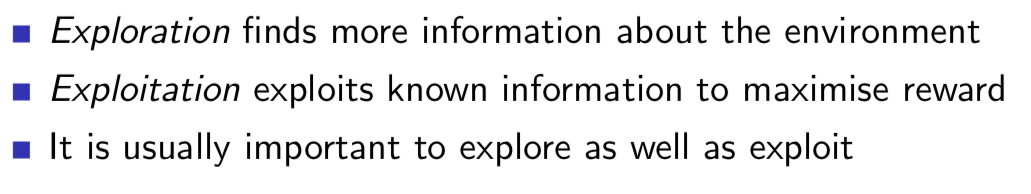 Exploration finds more information about the environment
Exploitation exploits known information to maximise reward
It is usually important to explore as well as exploit